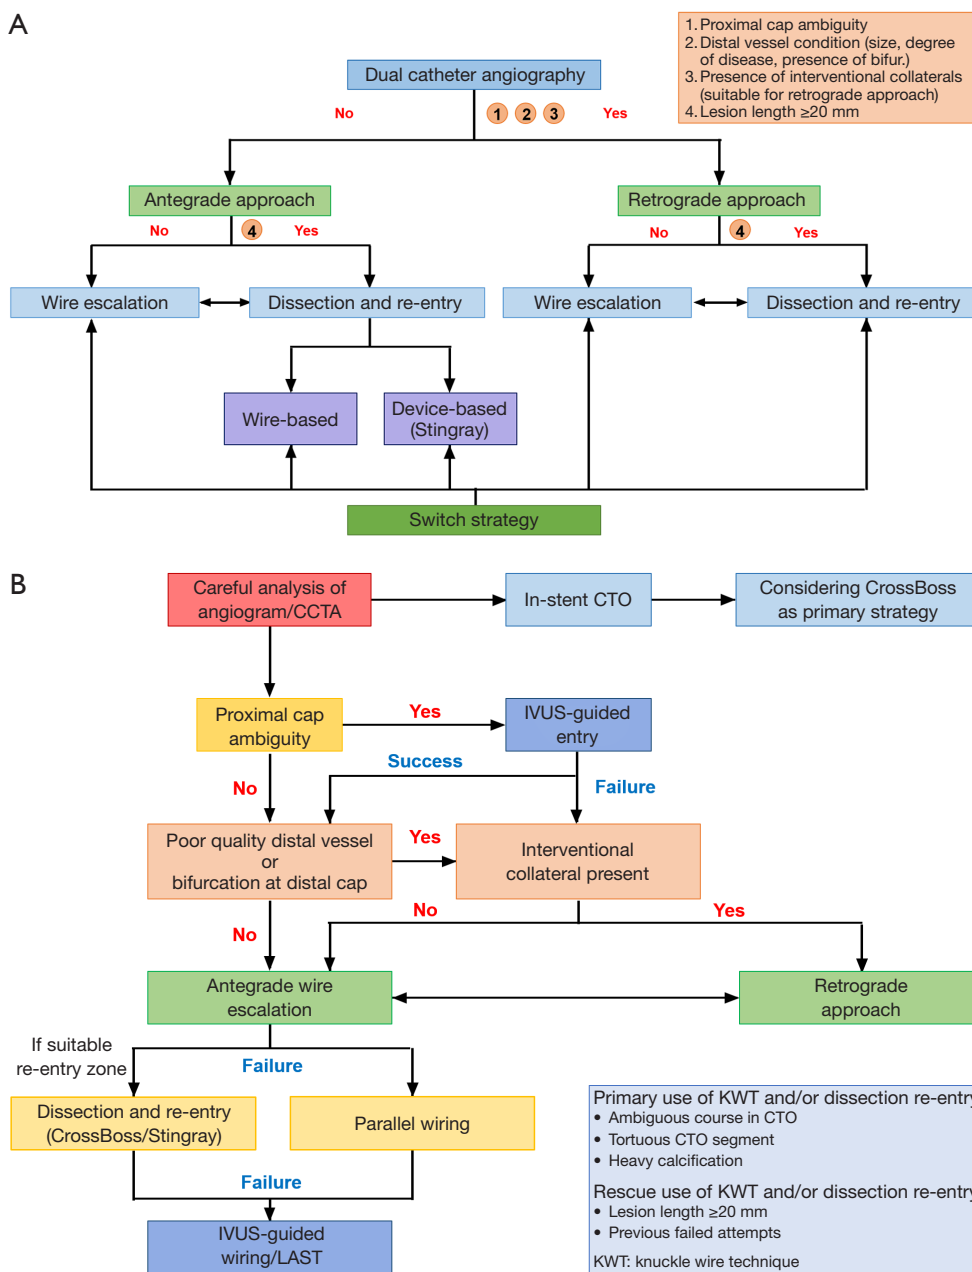 A
1. Proximal cap ambiguity
2. Distal vessel condition (size, degree
of disease, presence of bifur.)
3. Presence of interventional collaterals
(suitable for retrograde approach)
4. Lesion length ≥20 mm
Dual catheter angiography
No 1 2 3 Yes
Antegrade approach
Retrograde approach
No 4 Yes
No 4 Yes
Wire escalation
Dissection and re-entry
Wire escalation
Dissection and re-entry
Wire-based
Device-based
(Stingray)
Switch strategy
B
Careful analysis of
angiogram/CCTA
In-stent CTO
Considering CrossBoss
as primary strategy
Proximal cap
ambiguity
Yes
IVUS-guided
entry
Success
No
Failure
Poor quality distal vessel
or
bifurcation at distal cap
Yes
Interventional
collateral present
No
Yes
No
Antegrade wire
escalation
Retrograde
approach
If suitable
re-entry zone
Failure
Dissection and re-entry
(CrossBoss/Stingray)
Parallel wiring
Failure
IVUS-guided
wiring/LAST
Primary use of KWT and/or dissection re-entry
• Ambiguous course in CTO
• Tortuous CTO segment
• Heavy calcification
Rescue use of KWT and/or dissection re-entry
• Lesion length ≥20 mm
• Previous failed attempts
KWT: knuckle wire technique